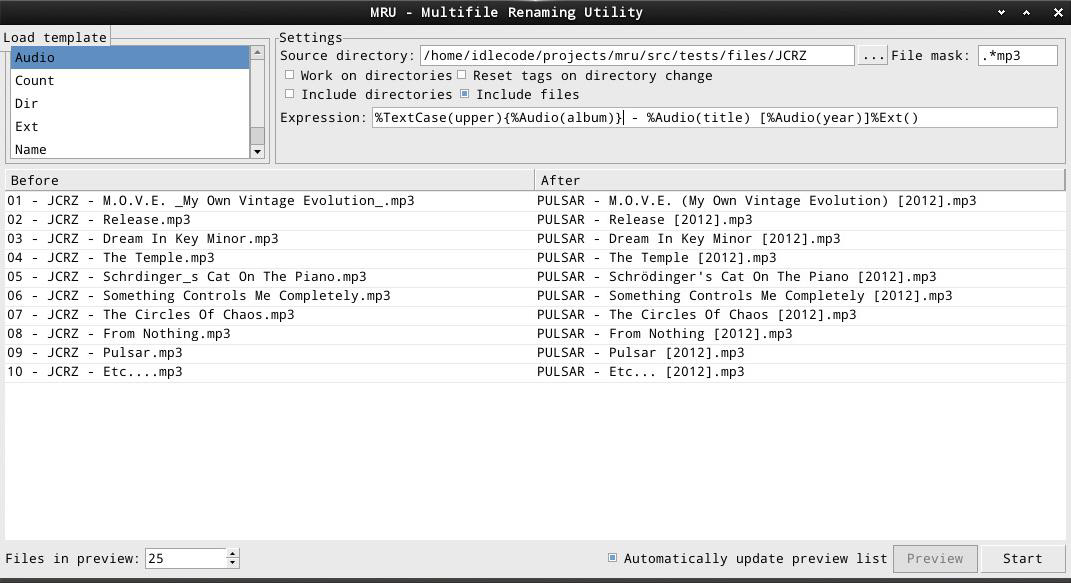 MRU - Multifile Renaming Utility
Load template
Audio
Count
Dir
Ext
Name
Settings
Source directory: /home/idlecode/projects/mru/src/tests/files/JCRZ ... File mask: .*mp3
Work on directories Reset tags on directory change
Include directories Include files
Expression: %TextCase(upper){%Audio(album)} - %Audio(title) [%Audio(year)]%Ext()
Before After
01 - JCRZ - M.O.V.E. _My Own Vintage Evolution_.mp3 PULSAR - M.O.V.E. (My Own Vintage Evolution) [2012].mp3
02 - JCRZ - Release.mp3 PULSAR - Release [2012].mp3
03 - JCRZ - Dream In Key Minor.mp3 PULSAR - Dream In Key Minor [2012].mp3
04 - JCRZ - The Temple.mp3 PULSAR - The Temple [2012].mp3
05 - JCRZ - Schrdinger_s Cat On The Piano.mp3 PULSAR - Schrödinger's Cat On The Piano [2012].mp3
06 - JCRZ - Something Controls Me Completely.mp3 PULSAR - Something Controls Me Completely [2012].mp3
07 - JCRZ - The Circles Of Chaos.mp3 PULSAR - The Circles Of Chaos [2012].mp3
08 - JCRZ - From Nothing.mp3 PULSAR - From Nothing [2012].mp3
09 - JCRZ - Pulsar.mp3 PULSAR - Pulsar [2012].mp3
10 - JCRZ - Etc....mp3 PULSAR - Etc... [2012].mp3
Files in preview: 25 Automatically update preview list Preview Start